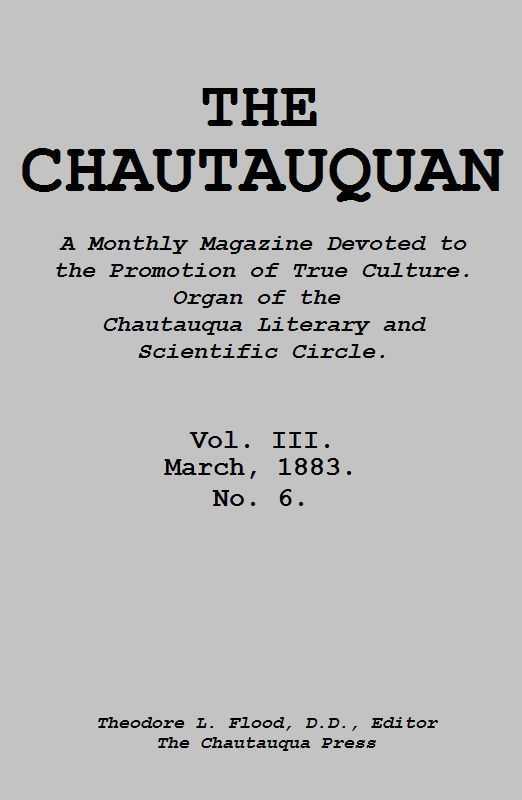 THE
CHAUTAUQUAN
A Monthly Magazine Devoted to
the Promotion of True Culture.
Organ of the
Chautauqua Literary and
Scientific Circle.
Vol. III.
March, 1883.
No. 6.
Theodore L. Flood, D.D., Editor
The Chautauqua Press